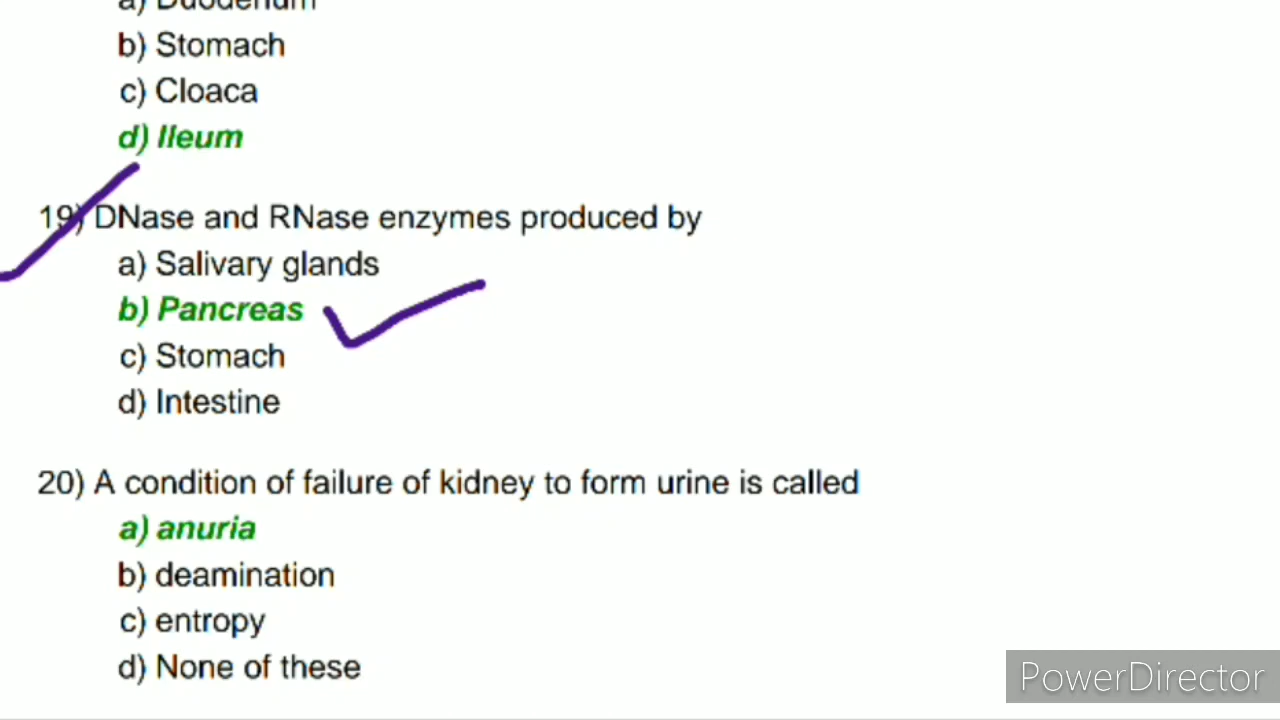 a) Duodenum
b) Stomach
c) Cloaca
d) Ileum
19) DNase and RNase enzymes produced by
a) Salivary glands
b) Pancreas
c) Stomach
d) Intestine
20) A condition of failure of kidney to form urine is called
a) anuria
b) deamination
c) entropy
d) None of these
PowerDirector